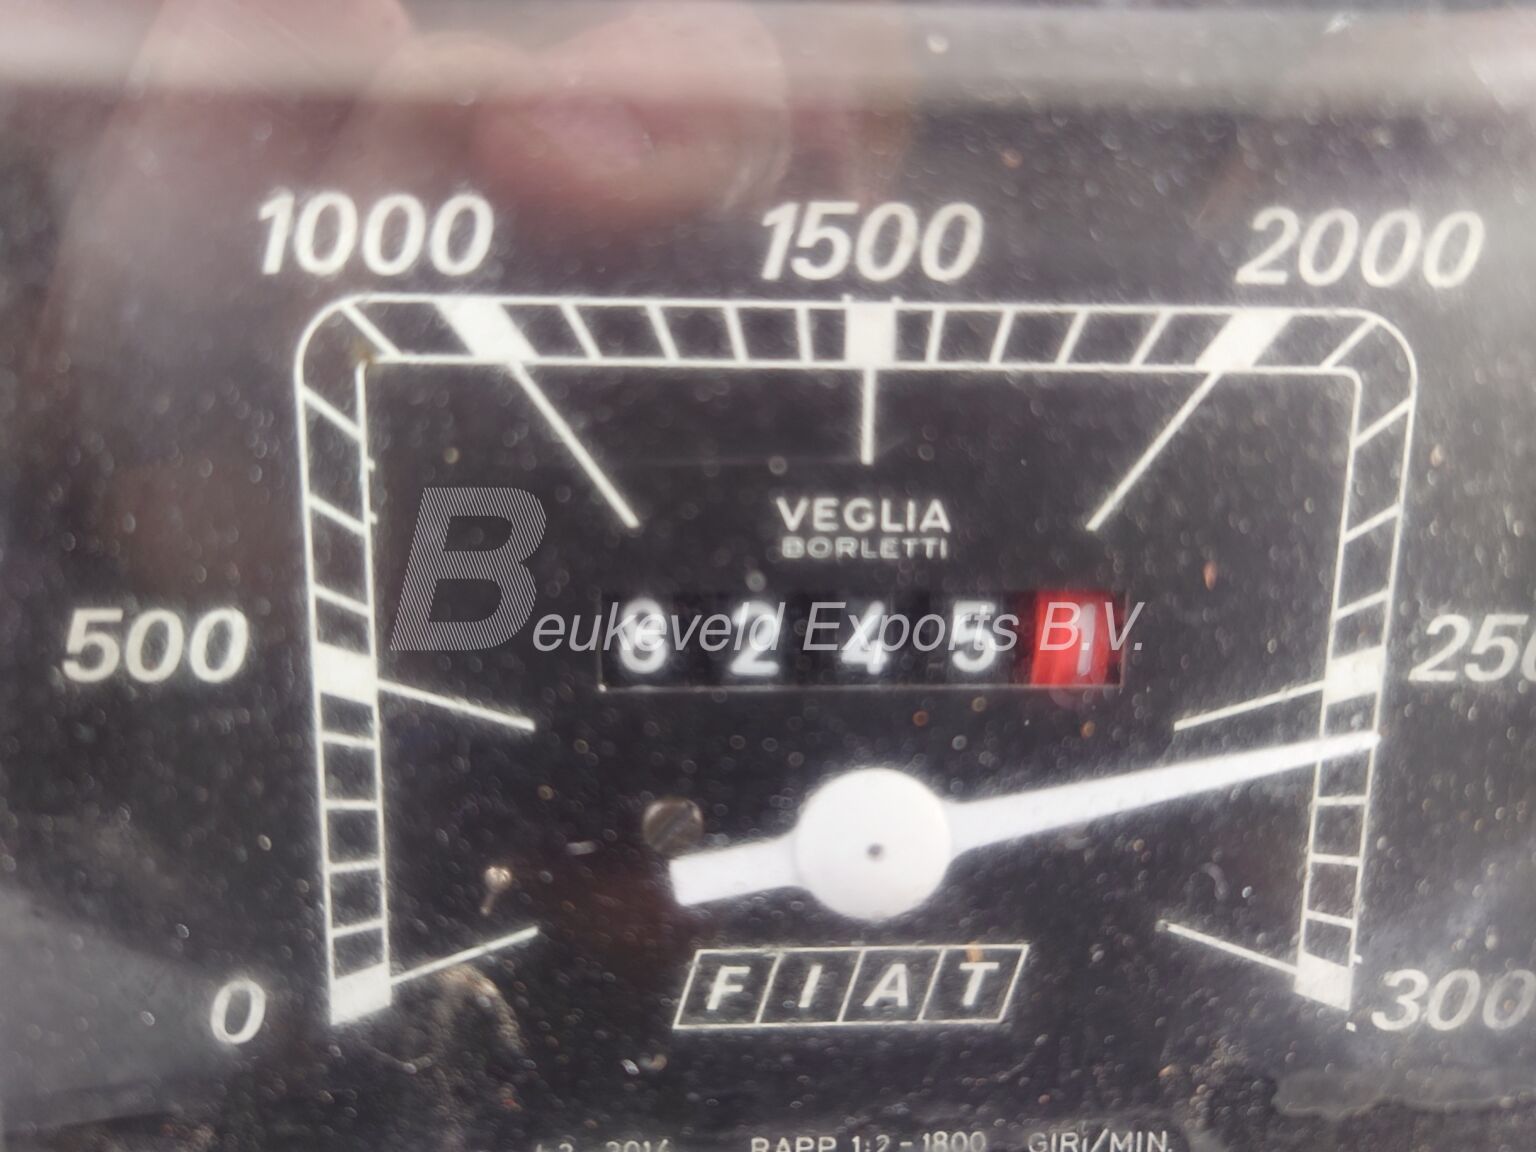 1000 1500 2000
VEGLIA
BORLETTI
500
Beukeveld Exports B.V.
2 4 5 1
0
FIAT
300
RAPP 1:2 - 1800 GIRI/MIN.